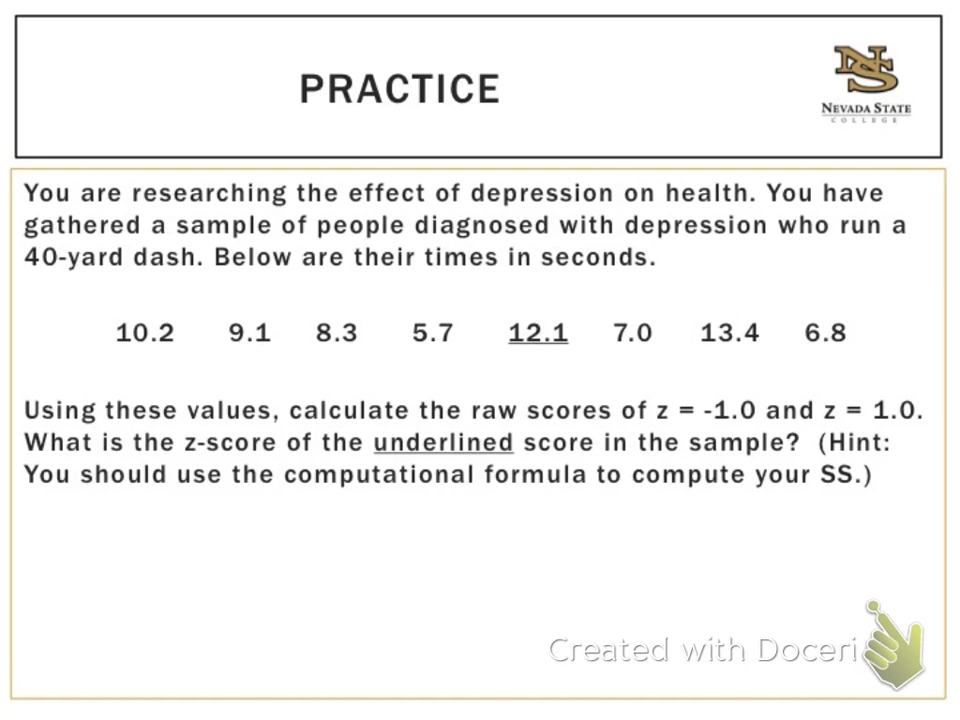 PRACTICE
NS
NEVADA STATE
COLLEGE
You are researching the effect of depression on health. You have
gathered a sample of people diagnosed with depression who run a
40-yard dash. Below are their times in seconds.
10.2 9.1 8.3 5.7 12.1 7.0 13.4 6.8
Using these values, calculate the raw scores of z = -1.0 and z = 1.0.
What is the z-score of the underlined score in the sample? (Hint:
You should use the computational formula to compute your SS.)
Created with Doceri